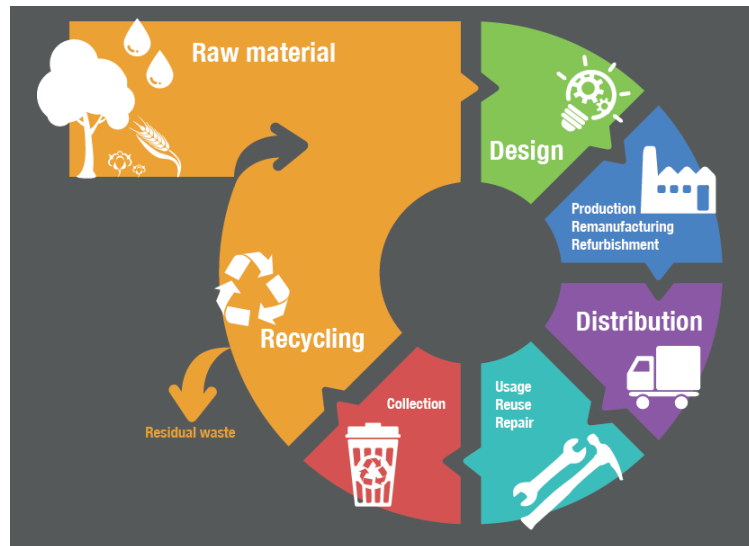 Raw material
Design
Production
Remanufacturing
Refurbishment
Distribution
Usage
Reuse
Repair
Collection
Recycling
Residual waste